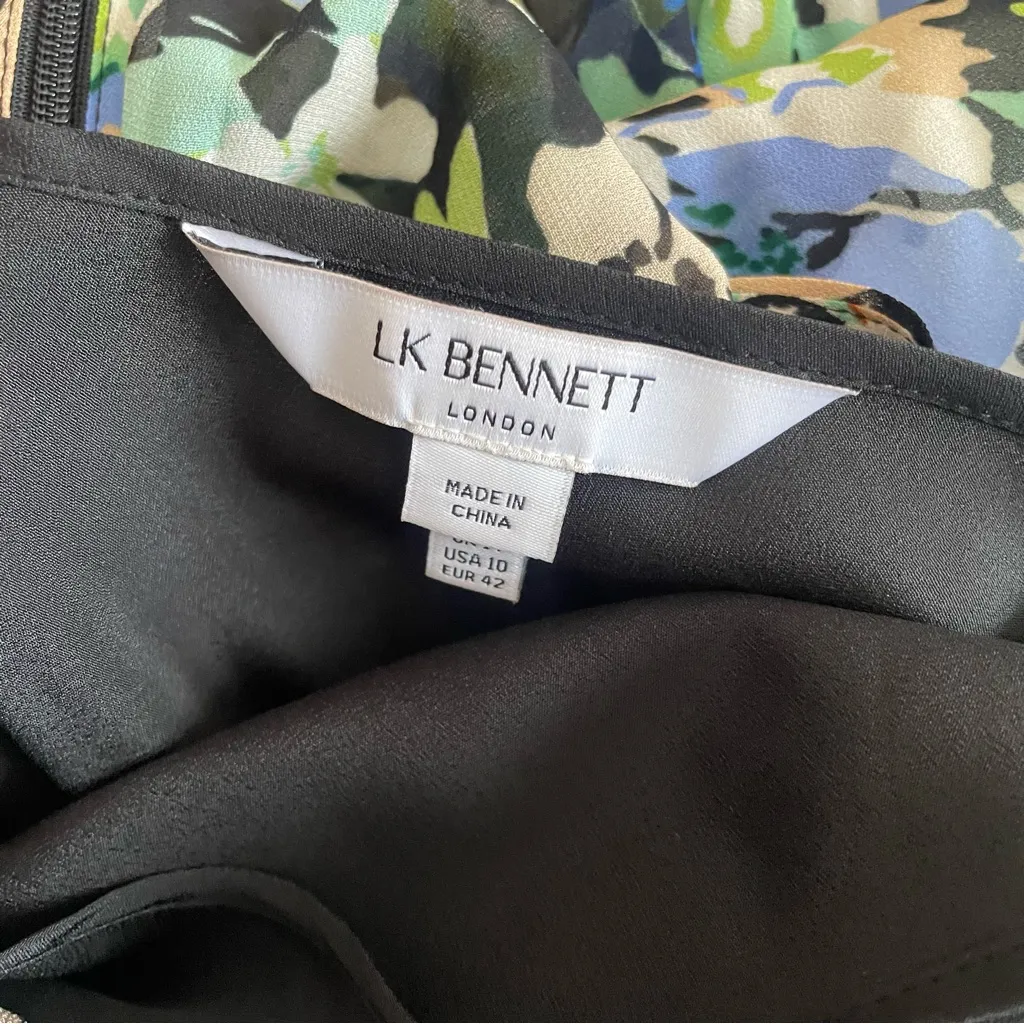 LK BENNETT
LONDON
MADE IN
CHINA
USA 10
EUR 42